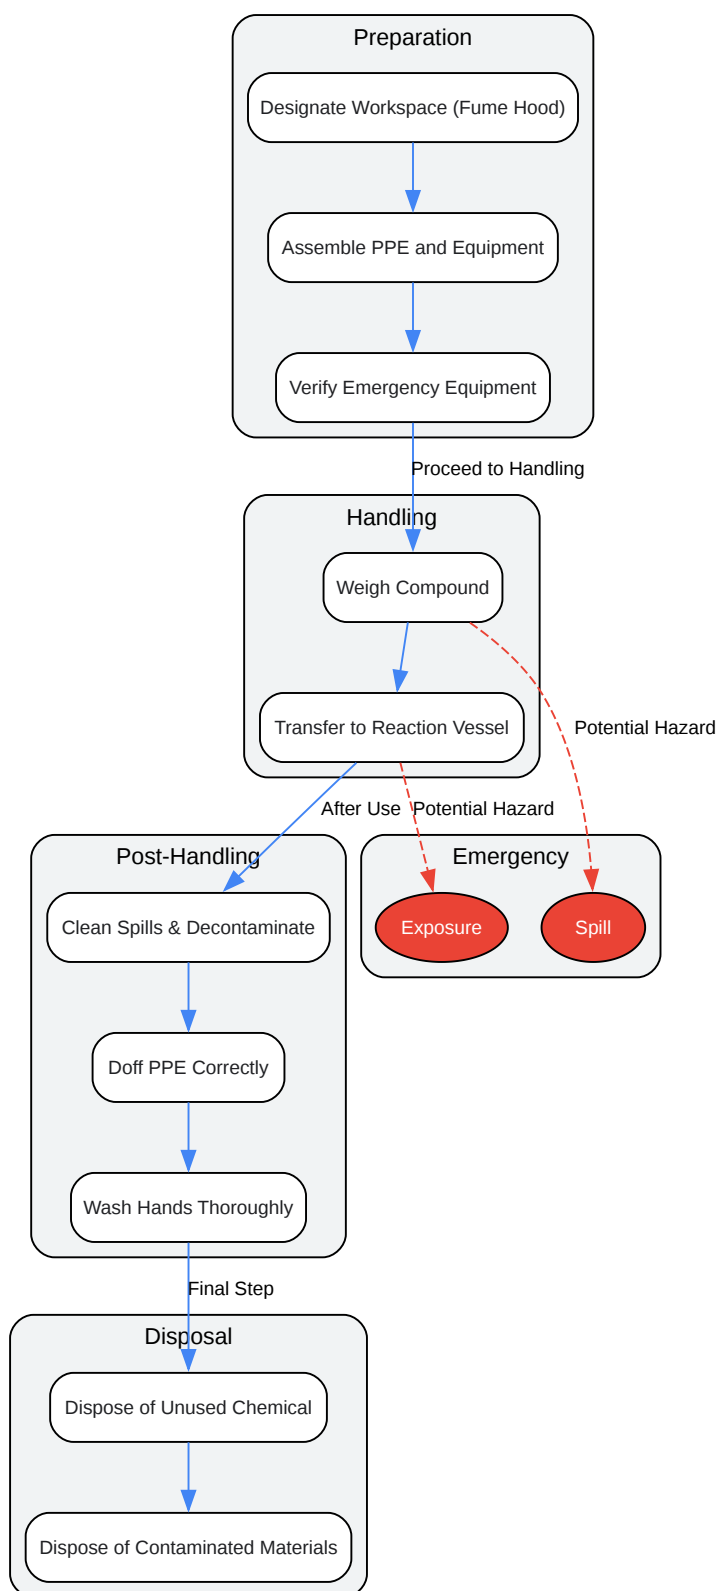 Preparation
Designate Workspace (Fume Hood)
Assemble PPE and Equipment
Verify Emergency Equipment
Proceed to Handling
Handling
Weigh Compound
Transfer to Reaction Vessel
Potential Hazard
After Use
Potential Hazard
Post-Handling
Clean Spills & Decontaminate
Doff PPE Correctly
Wash Hands Thoroughly
Emergency
Exposure
Spill
Final Step
Disposal
Dispose of Unused Chemical
Dispose of Contaminated Materials